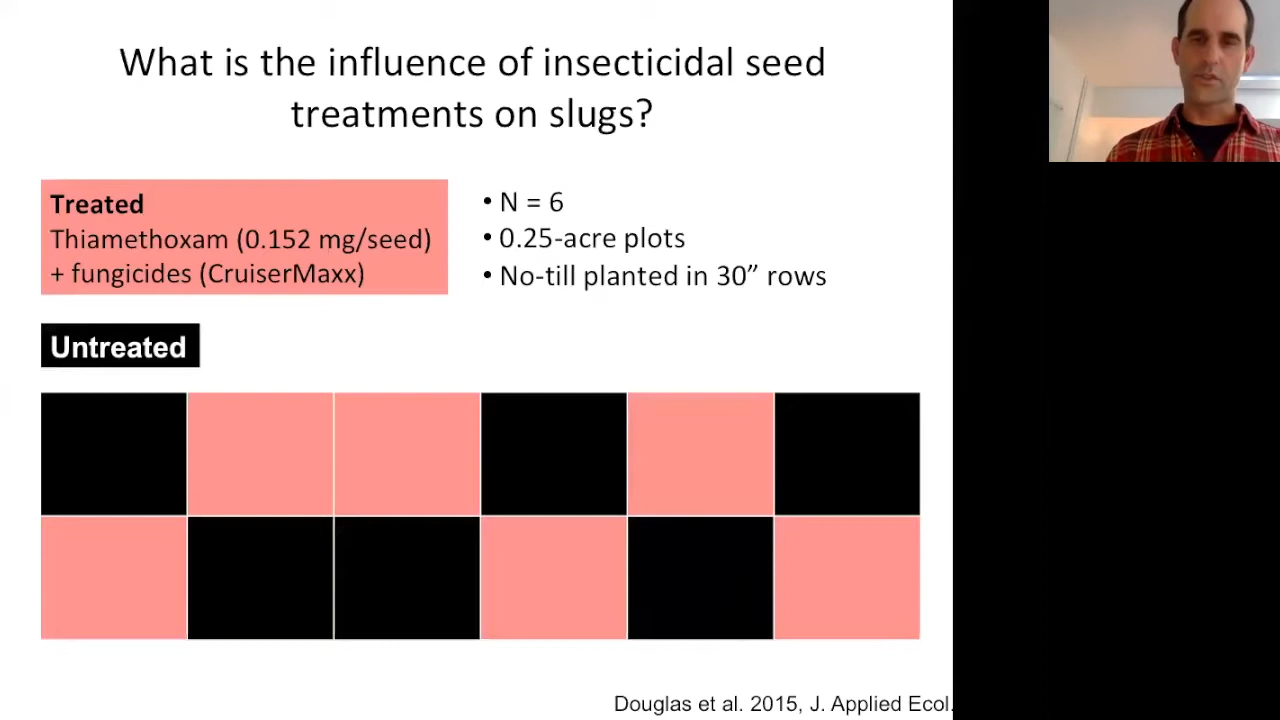 What is the influence of insecticidal seed
treatments on slugs?
Treated
Thiamethoxam (0.152 mg/seed)
+ fungicides (CruiserMaxx)
• N = 6
• 0.25-acre plots
• No-till planted in 30” rows
Untreated
Douglas et al. 2015, J. Applied Ecol.